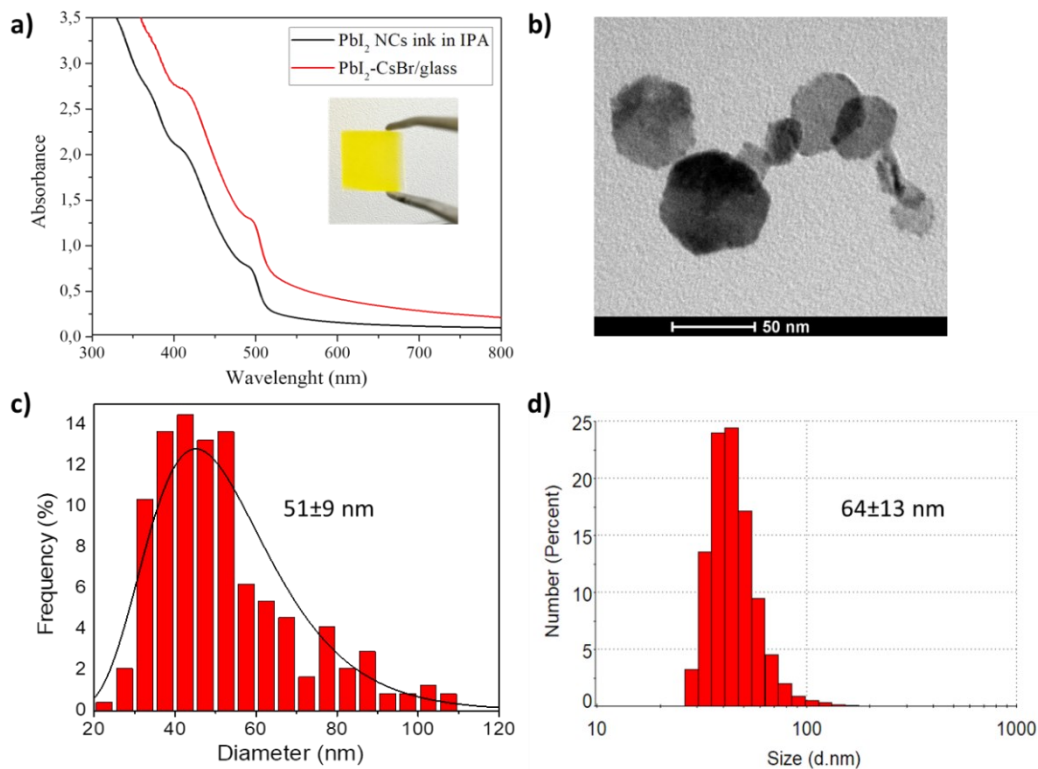 a)
3,5
3,0
2,5
2,0
1,5
1,0
0,5
0,0
Absorbance
PbI2 NCs ink in IPA
PbI2-CsBr/glass
300 400 500 600 700 800
Wavelenght (nm)
b)
50 nm
c)
14
12
10
8
6
4
2
0
Frequency (%)
51±9 nm
20 40 60 80 100 120
Diameter (nm)
d)
25
20
15
10
5
0
Number (Percent)
64±13 nm
10 100 1000
Size (d.nm)